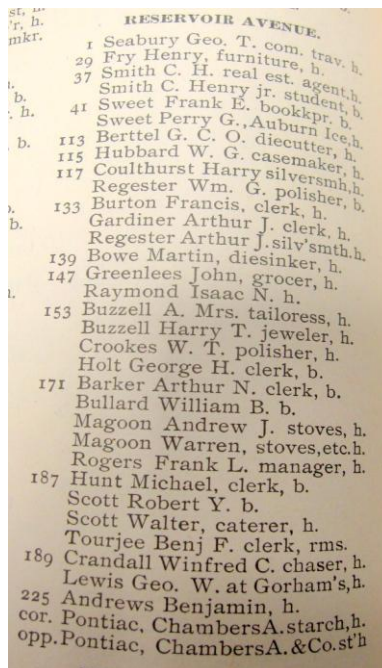 RESERVOIR AVENUE.
1 Seabury Geo. T. com. trav. h.
29 Fry Henry, furniture, h.
37 Smith C. H. real est. agent,h.
Smith C. Henry jr. student, b.
41 Sweet Frank E. bookkpr. b.
Sweet Perry G., Auburn Ice,h.
113 Berttel G. C. O. diecutter, h.
115 Hubbard W. G. casemaker, h.
117 Coulthurst Harry silversmh,h.
Regester Wm. G. polisher, b.
133 Burton Francis, clerk, h.
Gardiner Arthur J. clerk, h.
Regester Arthur J.silv'smth.h.
139 Bowe Martin, diesinker, h.
147 Greenlees John, grocer, h.
Raymond Isaac N. h.
153 Buzzell A. Mrs. tailoress, h.
Buzzell Harry T. jeweler, h.
Crookes W. T. polisher, h.
Holt George H. clerk, b.
171 Barker Arthur N. clerk, b.
Bullard William B. b.
Magoon Andrew J. stoves, h.
Magoon Warren, stoves,etc.h.
Rogers Frank L. manager, h.
187 Hunt Michael, clerk, b.
Scott Robert Y. b.
Scott Walter, caterer, h.
Tourjee Benj F. clerk, rms.
189 Crandall Winfred C. chaser, h.
Lewis Geo. W. at Gorham's,h.
225 Andrews Benjamin, h.
cor. Pontiac, Chambers A. starch,h.
opp. Pontiac, Chambers A. & Co. st'h